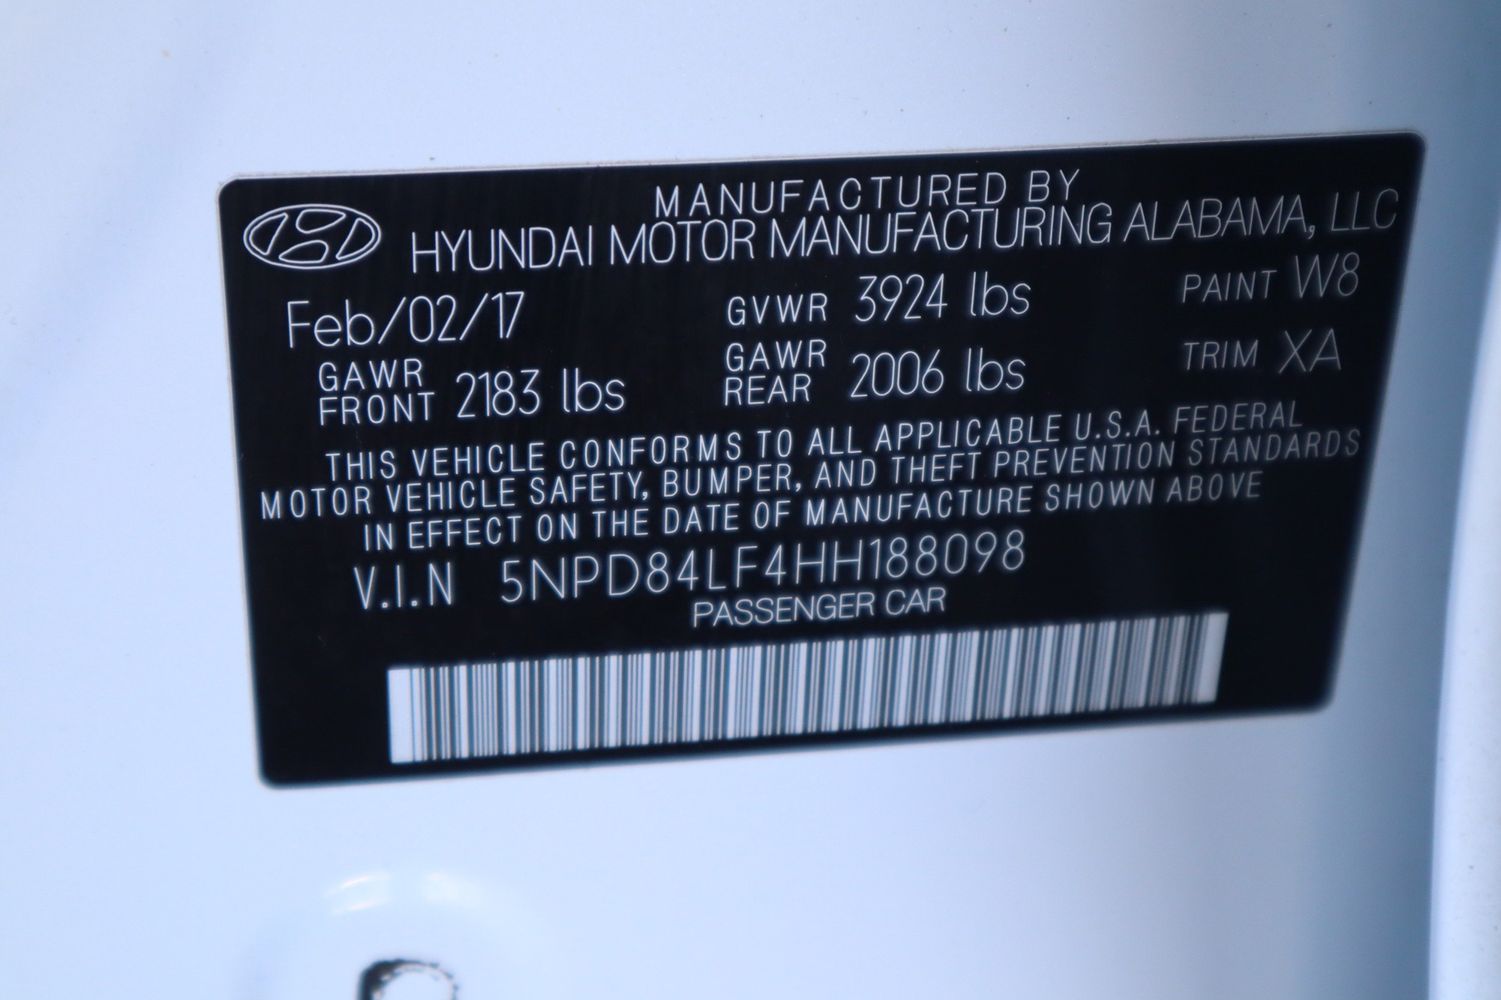 MANUFACTURED BY
HYUNDAI MOTOR MANUFACTURING ALABAMA, LLC
Feb/02/17 GVWR 3924 lbs PAINT W8
GAWR FRONT 2183 lbs GAWR REAR 2006 lbs TRIM XA
THIS VEHICLE CONFORMS TO ALL APPLICABLE U.S.A. FEDERAL
MOTOR VEHICLE SAFETY, BUMPER, AND THEFT PREVENTION STANDARDS
IN EFFECT ON THE DATE OF MANUFACTURE SHOWN ABOVE
V.I.N 5NPD84LF4HH188098
PASSENGER CAR